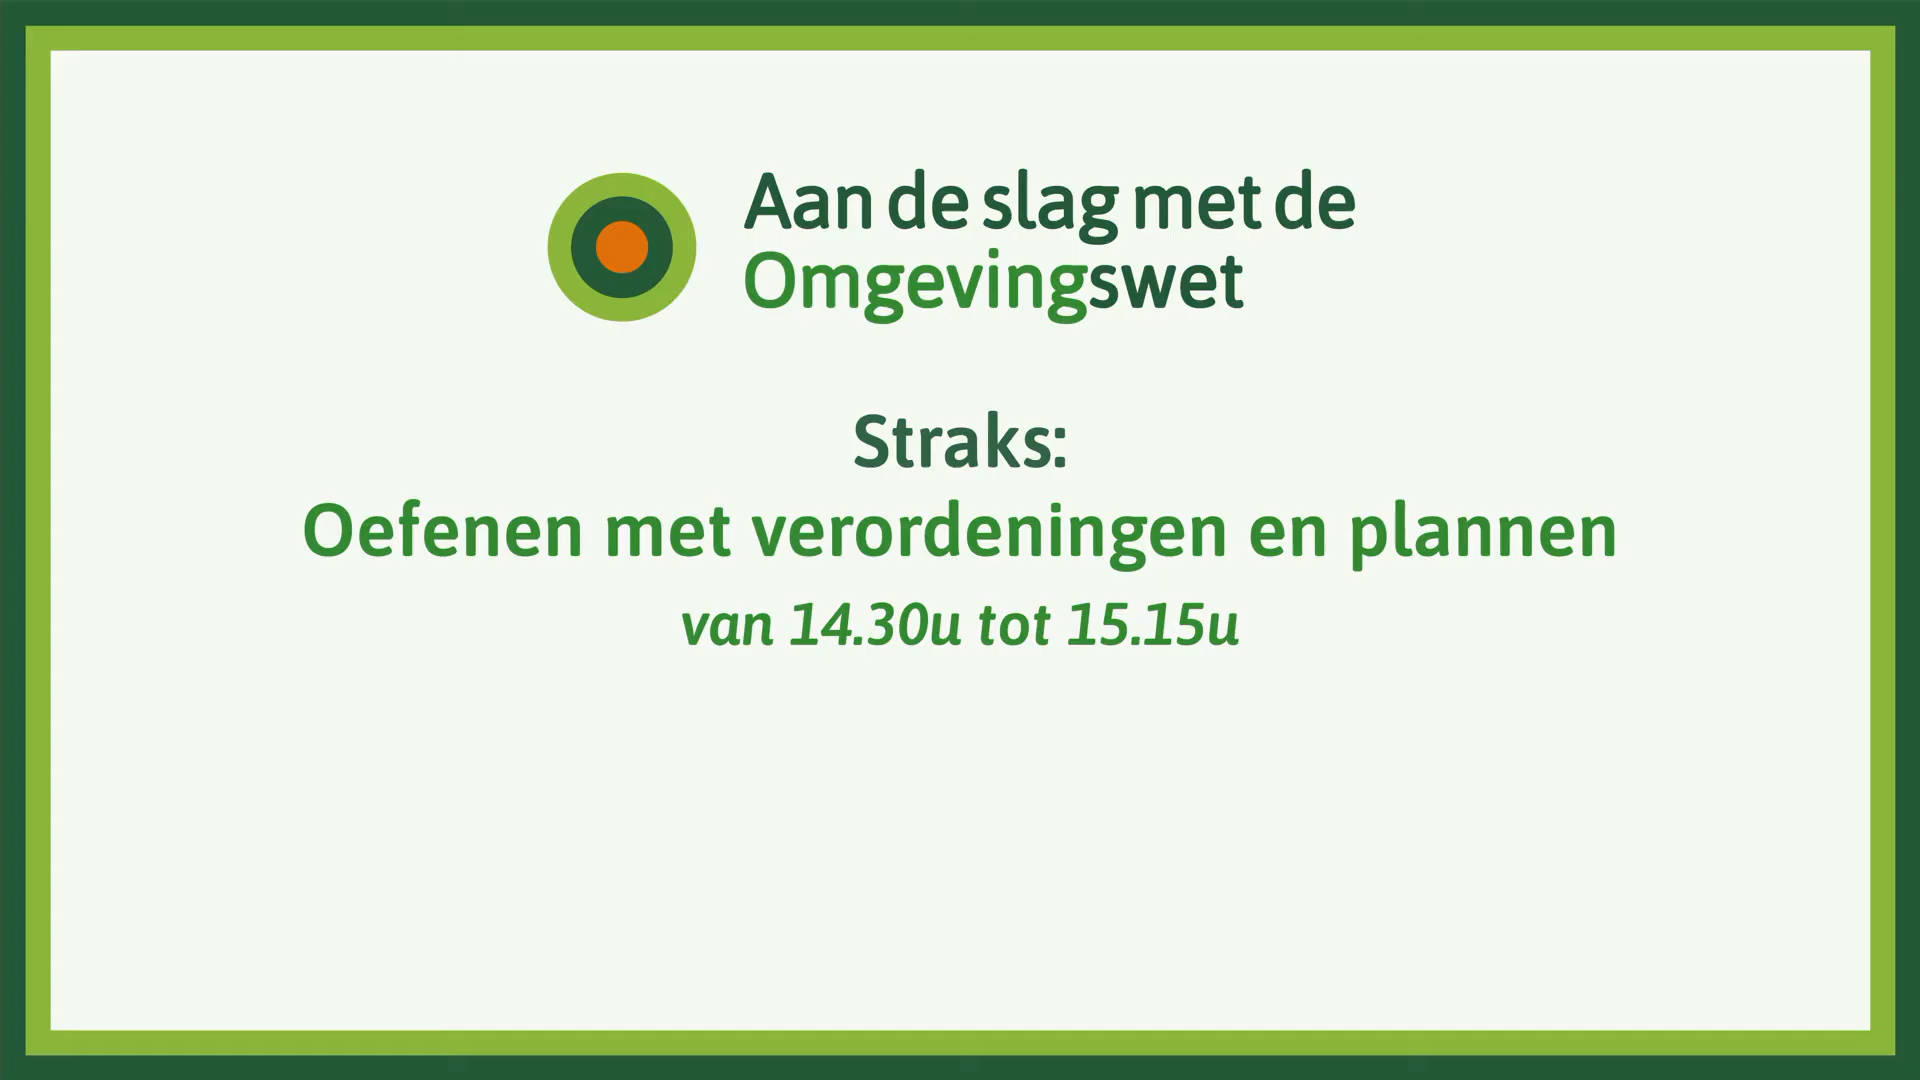 Aan de slag met de
Omgevingswet
Straks:
Oefenen met verordeningen en plannen
van 14.30u tot 15.15u